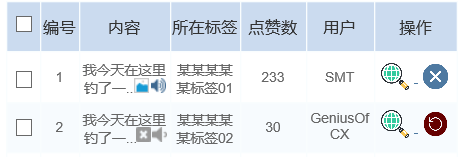 编号 内容 所在标签 点赞数 用户 操作
1 我今天在这里 某某某某 233 SMT -
钓了一... 某标签01
2 我今天在这里 某某某某 30 GeniusOf -
钓了一... 某标签02 CX